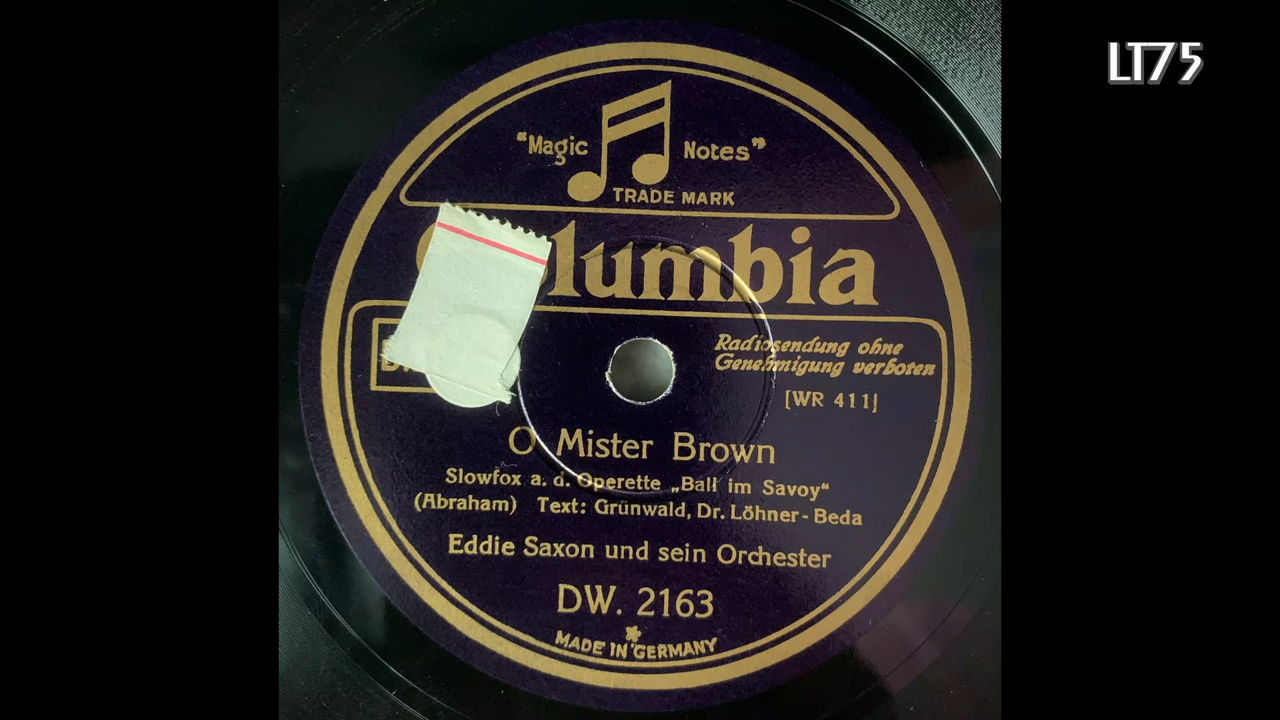 LT75
"Magic Notes"
TRADE MARK
lumbia
Radiosendung ohne
Genehmigung verboten
[WR 411]
O Mister Brown
Slowfox a. d. Operette „Ball im Savoy“
(Abraham) Text: Grünwald, Dr. Löhner-Beda
Eddie Saxon und sein Orchester
DW. 2163
MADE IN GERMANY